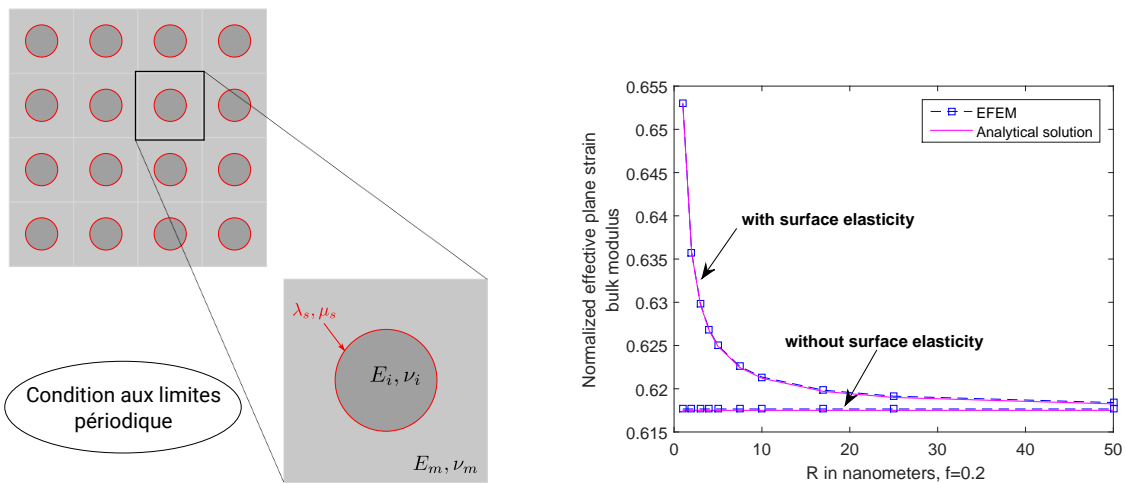 λₛ, μₛ
Eᵢ, νᵢ
Eₘ, νₘ
Condition aux limites
périodique
0.655
0.65
0.645
0.64
0.635
0.63
0.625
0.62
0.615
Normalized effective plane strain
bulk modulus
EFEM
Analytical solution
with surface elasticity
without surface elasticity
0
10
20
30
40
50
R in nanometers, f=0.2